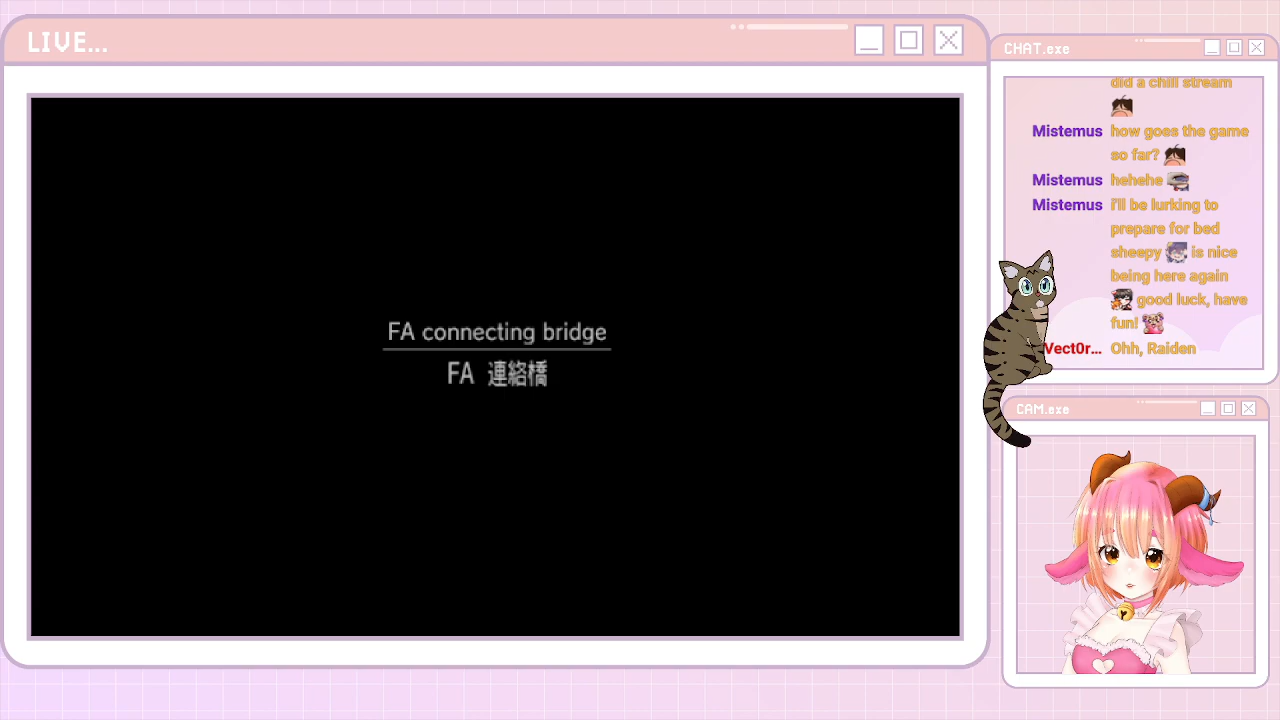 LIVE...
FA connecting bridge
FA 連絡橋
CHAT.exe
did a chill stream
Mistemus how goes the game
so far?
Mistemus hehehe
Mistemus i'll be lurking to
prepare for bed
sheepy is nice
being here again
good luck, have
fun!
Vect0r... Ohh, Raiden
CAM.exe